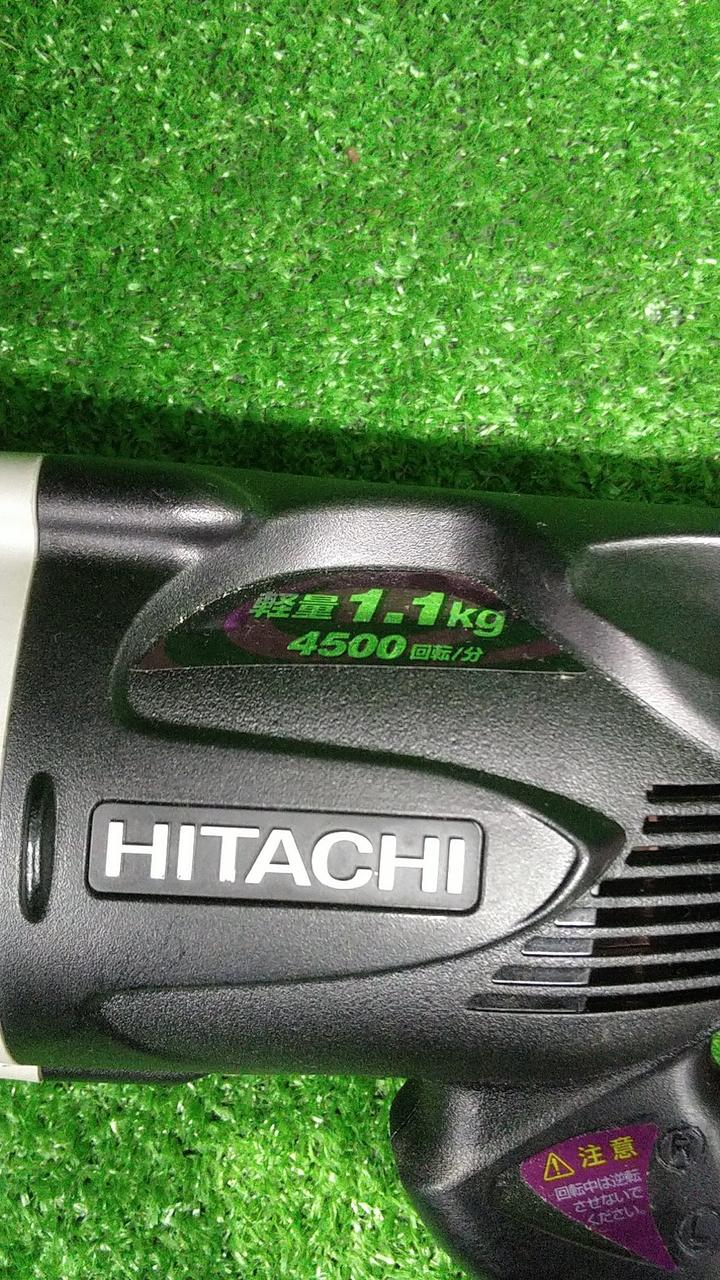 軽量1.1kg
4500回転/分
HITACHI
⚠注意
回転中は逆転
させないで
ください。
R
L